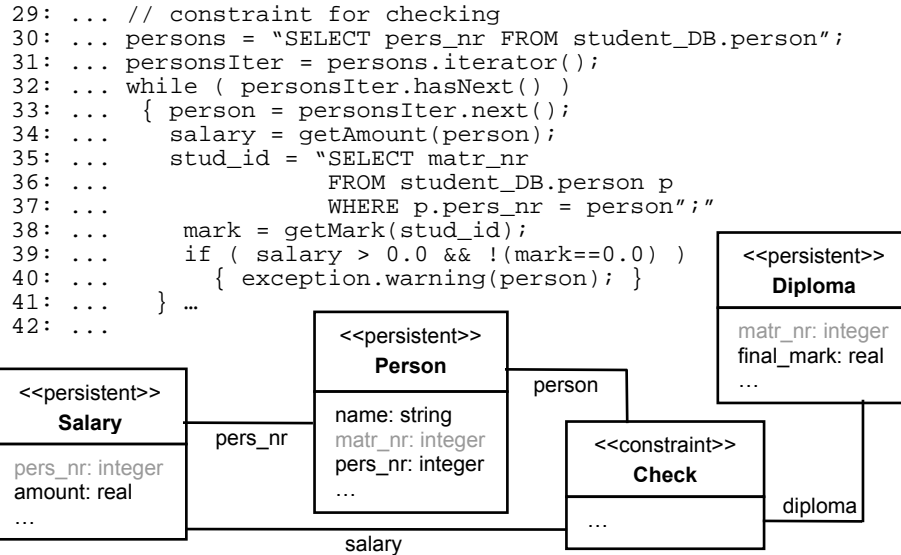 29: ... // constraint for checking
30: ... persons = “SELECT pers_nr FROM student_DB.person”;
31: ... personsIter = persons.iterator();
32: ... while ( personsIter.hasNext() )
33: ...  { person = personsIter.next();
34: ...    salary = getAmount(person);
35: ...    stud_id = “SELECT matr_nr
36: ...               FROM student_DB.person p
37: ...               WHERE p.pers_nr = person”;”
38: ...    mark = getMark(stud_id);
39: ...    if ( salary > 0.0 && !(mark==0.0) )
40: ...      { exception.warning(person); }
41: ...  } …
42: ...
<<persistent>>
Diploma
matr_nr: integer
final_mark: real
…
<<persistent>>
Person
name: string
matr_nr: integer
pers_nr: integer
…
person
<<persistent>>
Salary
pers_nr: integer
amount: real
…
pers_nr
<<constraint>>
Check
…
diploma
salary